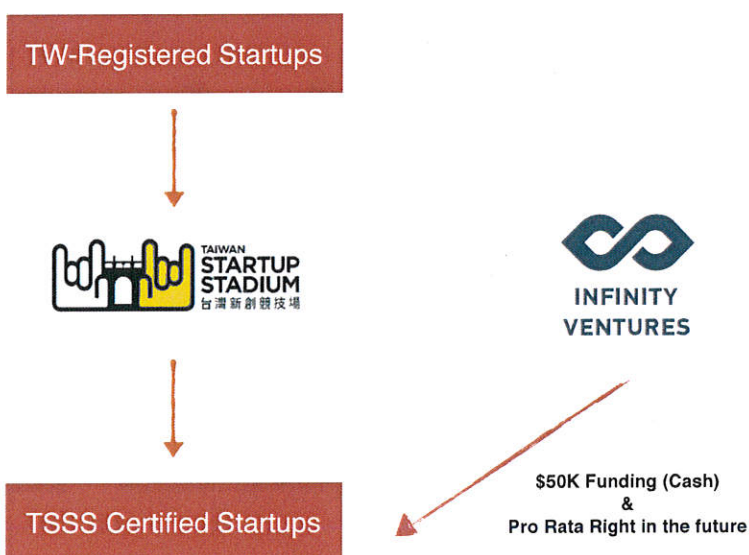 TW-Registered Startups
TAIWAN
STARTUP
STADIUM
台灣新創競技場
INFINITY
VENTURES
$50K Funding (Cash)
&
Pro Rata Right in the future
TSSS Certified Startups